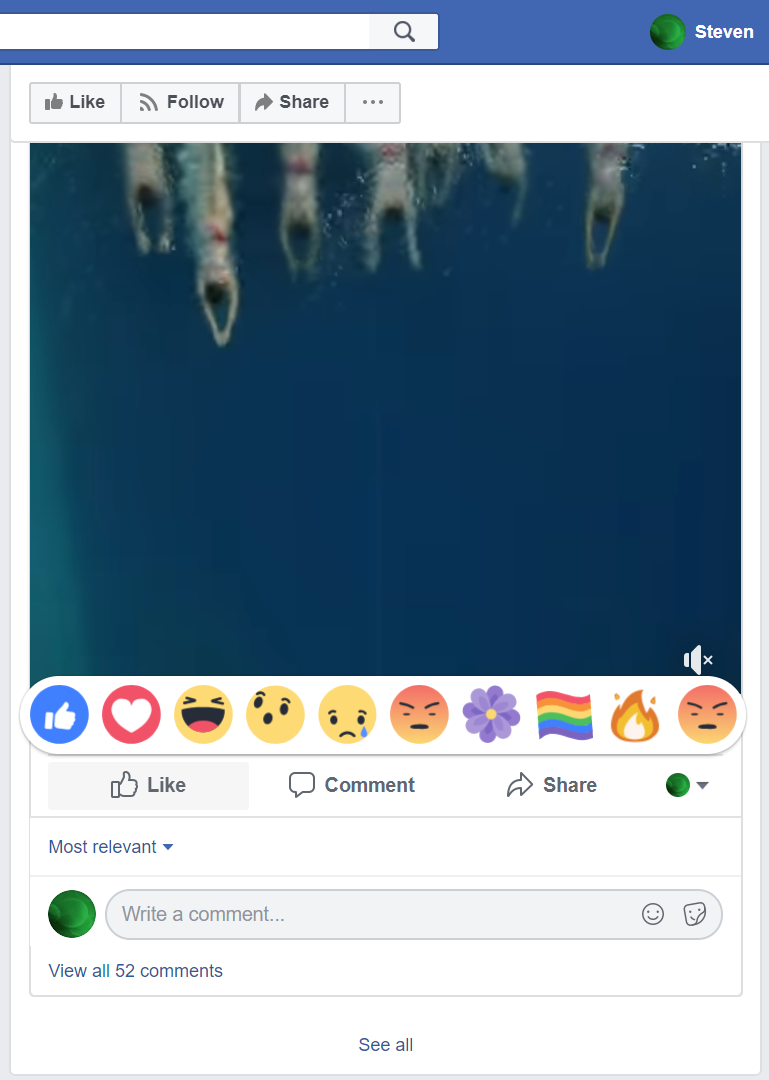 Steven
Like Follow Share
Like Comment Share
Most relevant
Write a comment...
View all 52 comments
See all